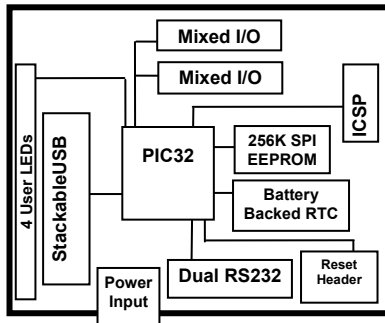 Mixed I/O
Mixed I/O
4 User LEDs
StackableUSB
PIC32
ICSP
256K SPI
EEPROM
Battery
Backed RTC
Power
Input
Dual RS232
Reset
Header